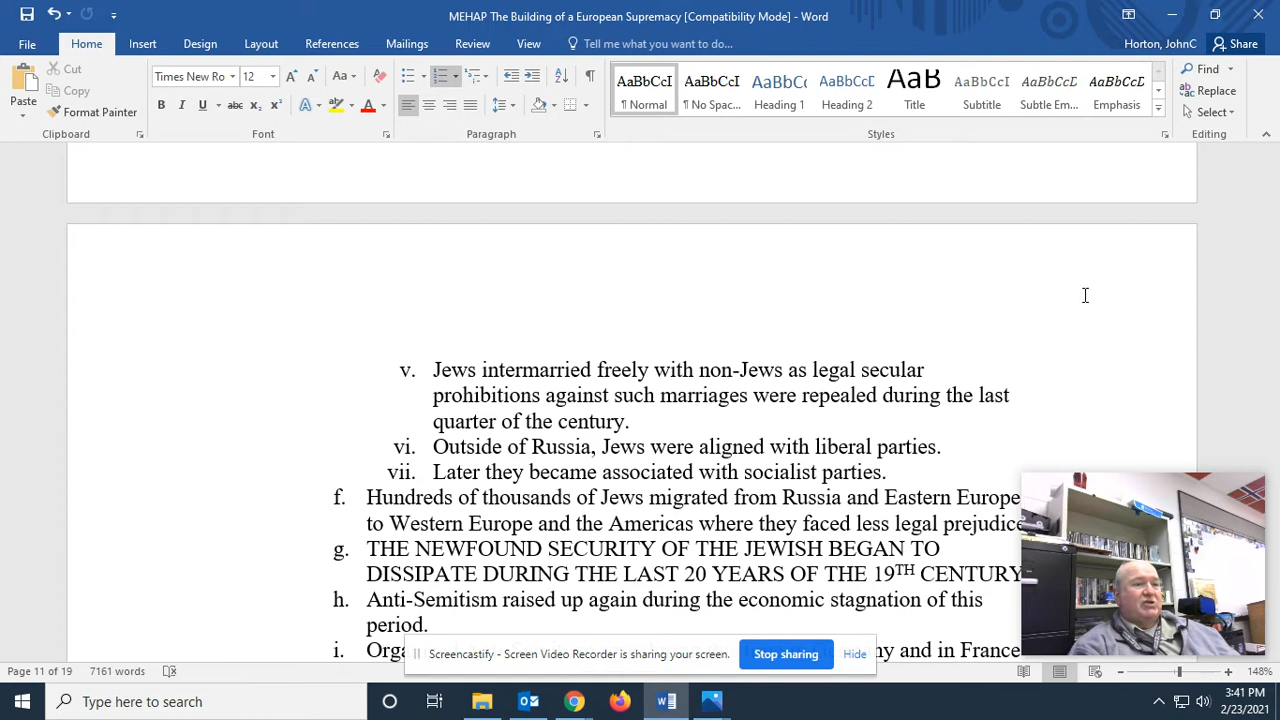 MEHAP The Building of a European Supremacy [Compatibility Mode] - Word
File Home Insert Design Layout References Mailings Review View Tell me what you want to do... Horton, JohnC Share
Paste Cut Copy Format Painter Clipboard
Times New Ro 12 Aa B I U abc X₂ X² A A Font
Paragraph
AaBbCcI AaBbCcI AaBbCc AaBbCcD AaB AaBbCcD AaBbCcD AaBbCcD
¶ Normal ¶ No Spac... Heading 1 Heading 2 Title Subtitle Subtle Em... Emphasis
Styles
Find Replace Select Editing
v. Jews intermarried freely with non-Jews as legal secular
prohibitions against such marriages were repealed during the last
quarter of the century.
vi. Outside of Russia, Jews were aligned with liberal parties.
vii. Later they became associated with socialist parties.
f. Hundreds of thousands of Jews migrated from Russia and Eastern Europe
to Western Europe and the Americas where they faced less legal prejudice
g. THE NEWFOUND SECURITY OF THE JEWISH BEGAN TO
DISSIPATE DURING THE LAST 20 YEARS OF THE 19TH CENTURY
h. Anti-Semitism raised up again during the economic stagnation of this
period.
i. and in France
Screencastify - Screen Video Recorder is sharing your screen. Stop sharing Hide
Page 11 of 19 7161 words 148%
Type here to search
3:41 PM
2/23/2021